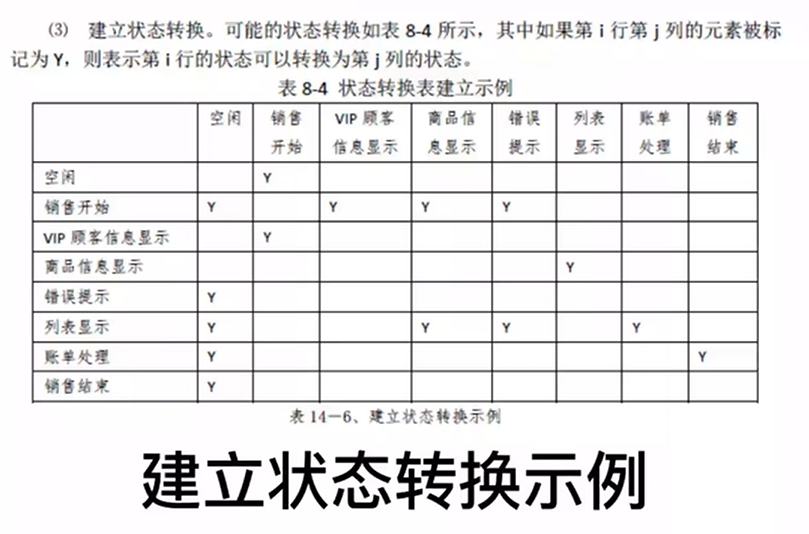 ⑶ 建立状态转换。可能的状态转换如表 8-4 所示，其中如果第 i 行第 j 列的元素被标
记为 Y，则表示第 i 行的状态可以转换为第 j 列的状态。
表 8-4 状态转换表建立示例
空闲 销售 VIP 顾客 商品信 错误 列表 账单 销售
开始 信息显示 息显示 提示 显示 处理 结束
空闲 Y
销售开始 Y Y Y Y
VIP 顾客信息显示 Y
商品信息显示 Y
错误提示 Y
列表显示 Y Y Y Y
账单处理 Y Y
销售结束 Y
表 14－6、建立状态转换示例
建立状态转换示例